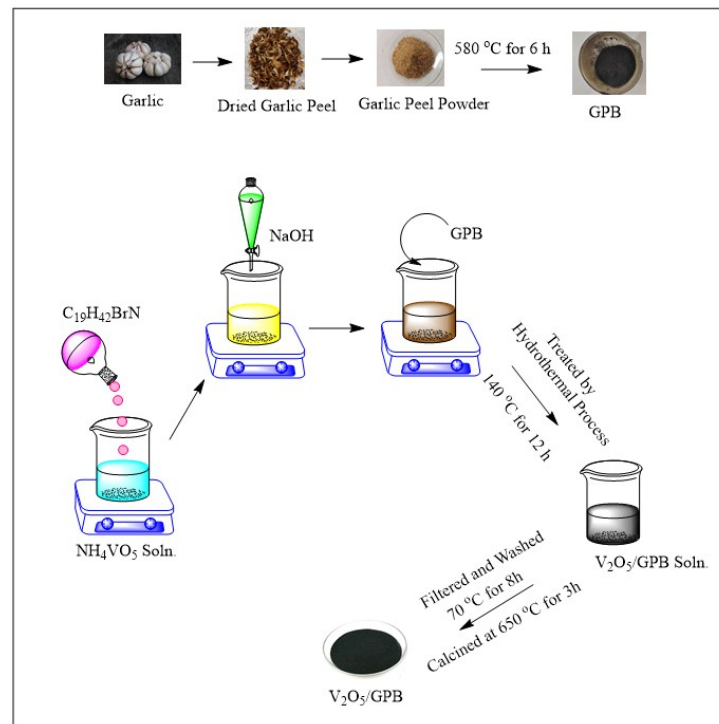 580 °C for 6 h
Garlic
Dried Garlic Peel
Garlic Peel Powder
GPB
NaOH
GPB
C₁₉H₄₂BrN
Treated by
Hydrothermal Process
140 °C for 12 h
NH₄VO₅ Soln.
V₂O₅/GPB Soln.
Filtered and Washed
70 °C for 8h
Calcined at 650 °C for 3h
V₂O₅/GPB